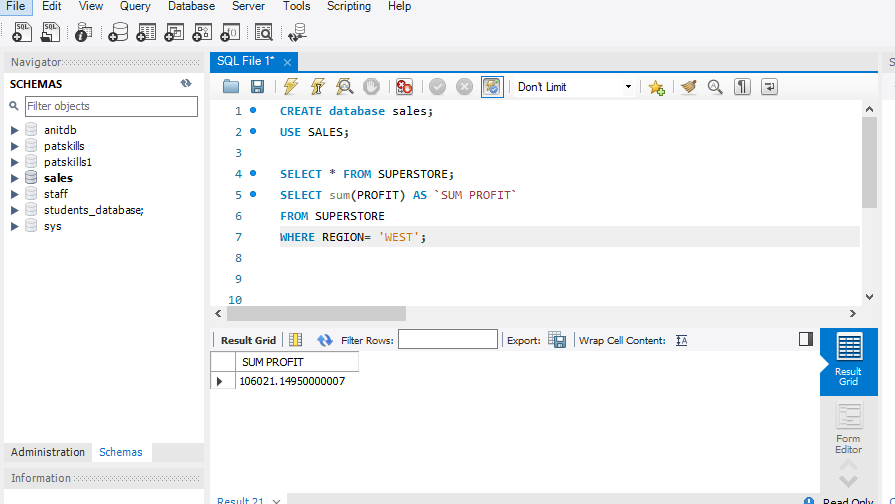 File Edit View Query Database Server Tools Scripting Help
Navigator
SCHEMAS
Filter objects
anitdb
patskills
patskills1
sales
staff
students_database;
sys
Administration Schemas
Information
SQL File 1*
Don't Limit
1 CREATE database sales;
2 USE SALES;
3
4 SELECT * FROM SUPERSTORE;
5 SELECT sum(PROFIT) AS `SUM PROFIT`
6 FROM SUPERSTORE
7 WHERE REGION= 'WEST';
8
9
10
Result Grid Filter Rows: Export: Wrap Cell Content: IA
SUM PROFIT
106021.14950000007
Result Grid
Form Editor
Result 21
Read Only